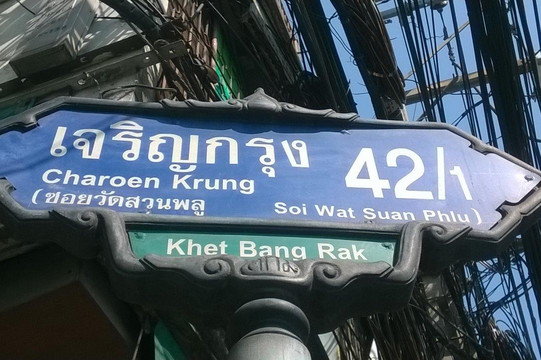 เจริญกรุง 42/1
Charoen Krung
(ซอยวัดสวนพลู Soi Wat Suan Phlu)
Khet Bang Rak